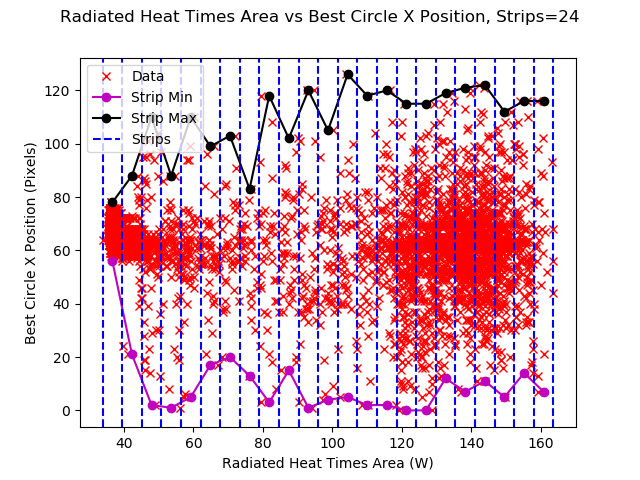 Radiated Heat Times Area vs Best Circle X Position, Strips=24
Data
Strip Min
Strip Max
Strips
120
100
80
60
40
20
0
Best Circle X Position (Pixels)
40 60 80 100 120 140 160
Radiated Heat Times Area (W)